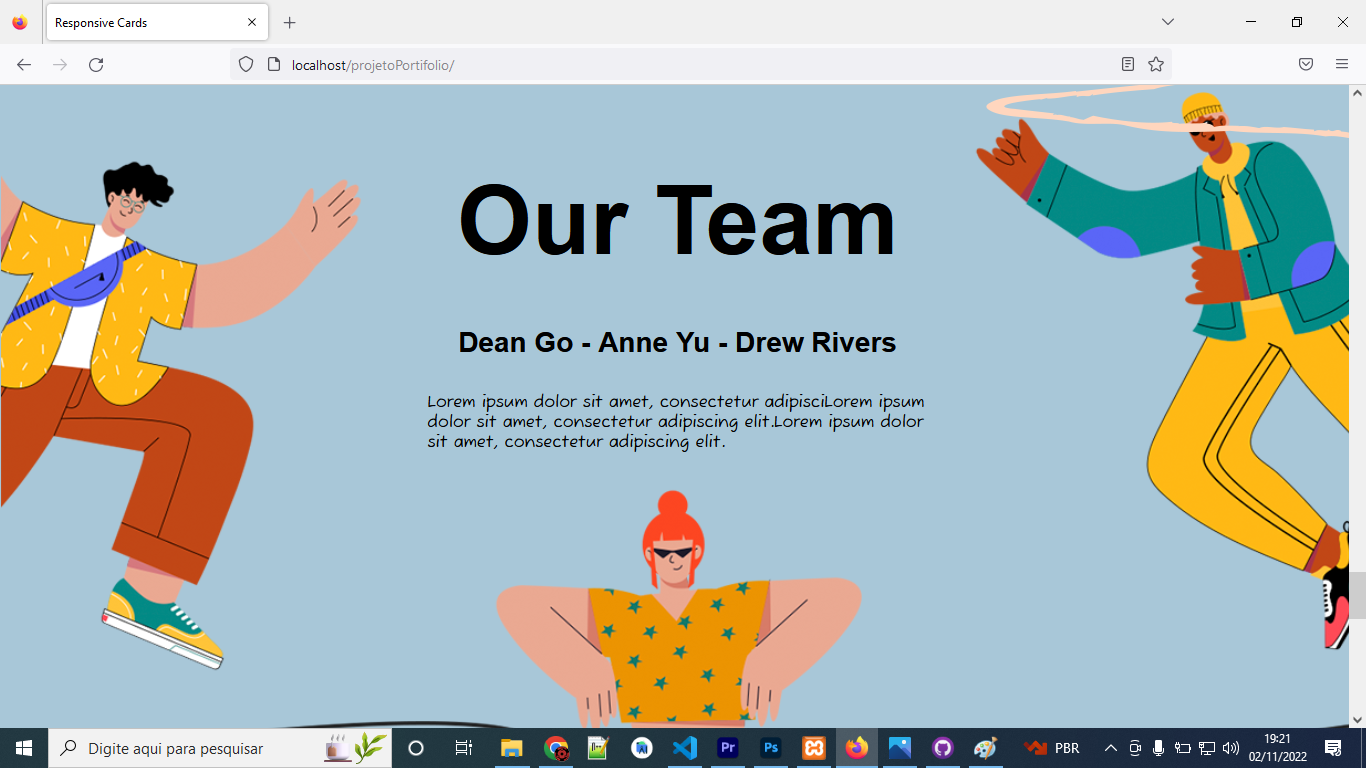 Responsive Cards
localhost/projetoPortifolio/
Our Team
Dean Go - Anne Yu - Drew Rivers
Lorem ipsum dolor sit amet, consectetur adipisciLorem ipsum
dolor sit amet, consectetur adipiscing elit.Lorem ipsum dolor
sit amet, consectetur adipiscing elit.
Digite aqui para pesquisar
Pr
Ps
PBR
19:21
02/11/2022